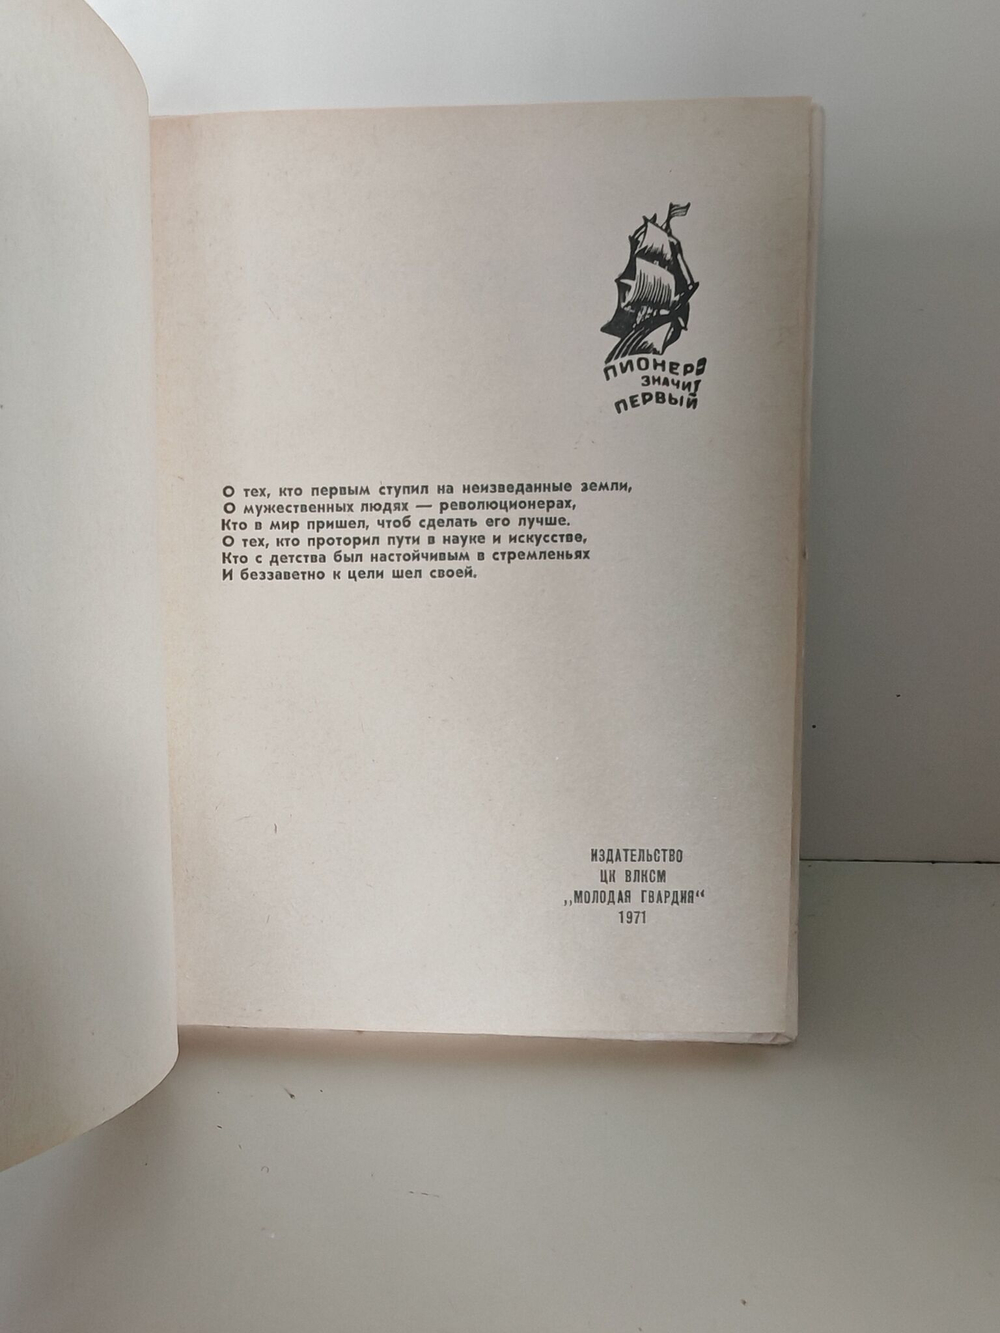 ПИОНЕР —
ЗНАЧИТ
ПЕРВЫЙ
О тех, кто первым ступил на неизведанные земли,
О мужественных людях — революционерах,
Кто в мир пришел, чтоб сделать его лучше.
О тех, кто проторил пути в науке и искусстве,
Кто с детства был настойчивым в стремленьях
И беззаветно к цели шел своей.
ИЗДАТЕЛЬСТВО
ЦК ВЛКСМ
„МОЛОДАЯ ГВАРДИЯ“
1971